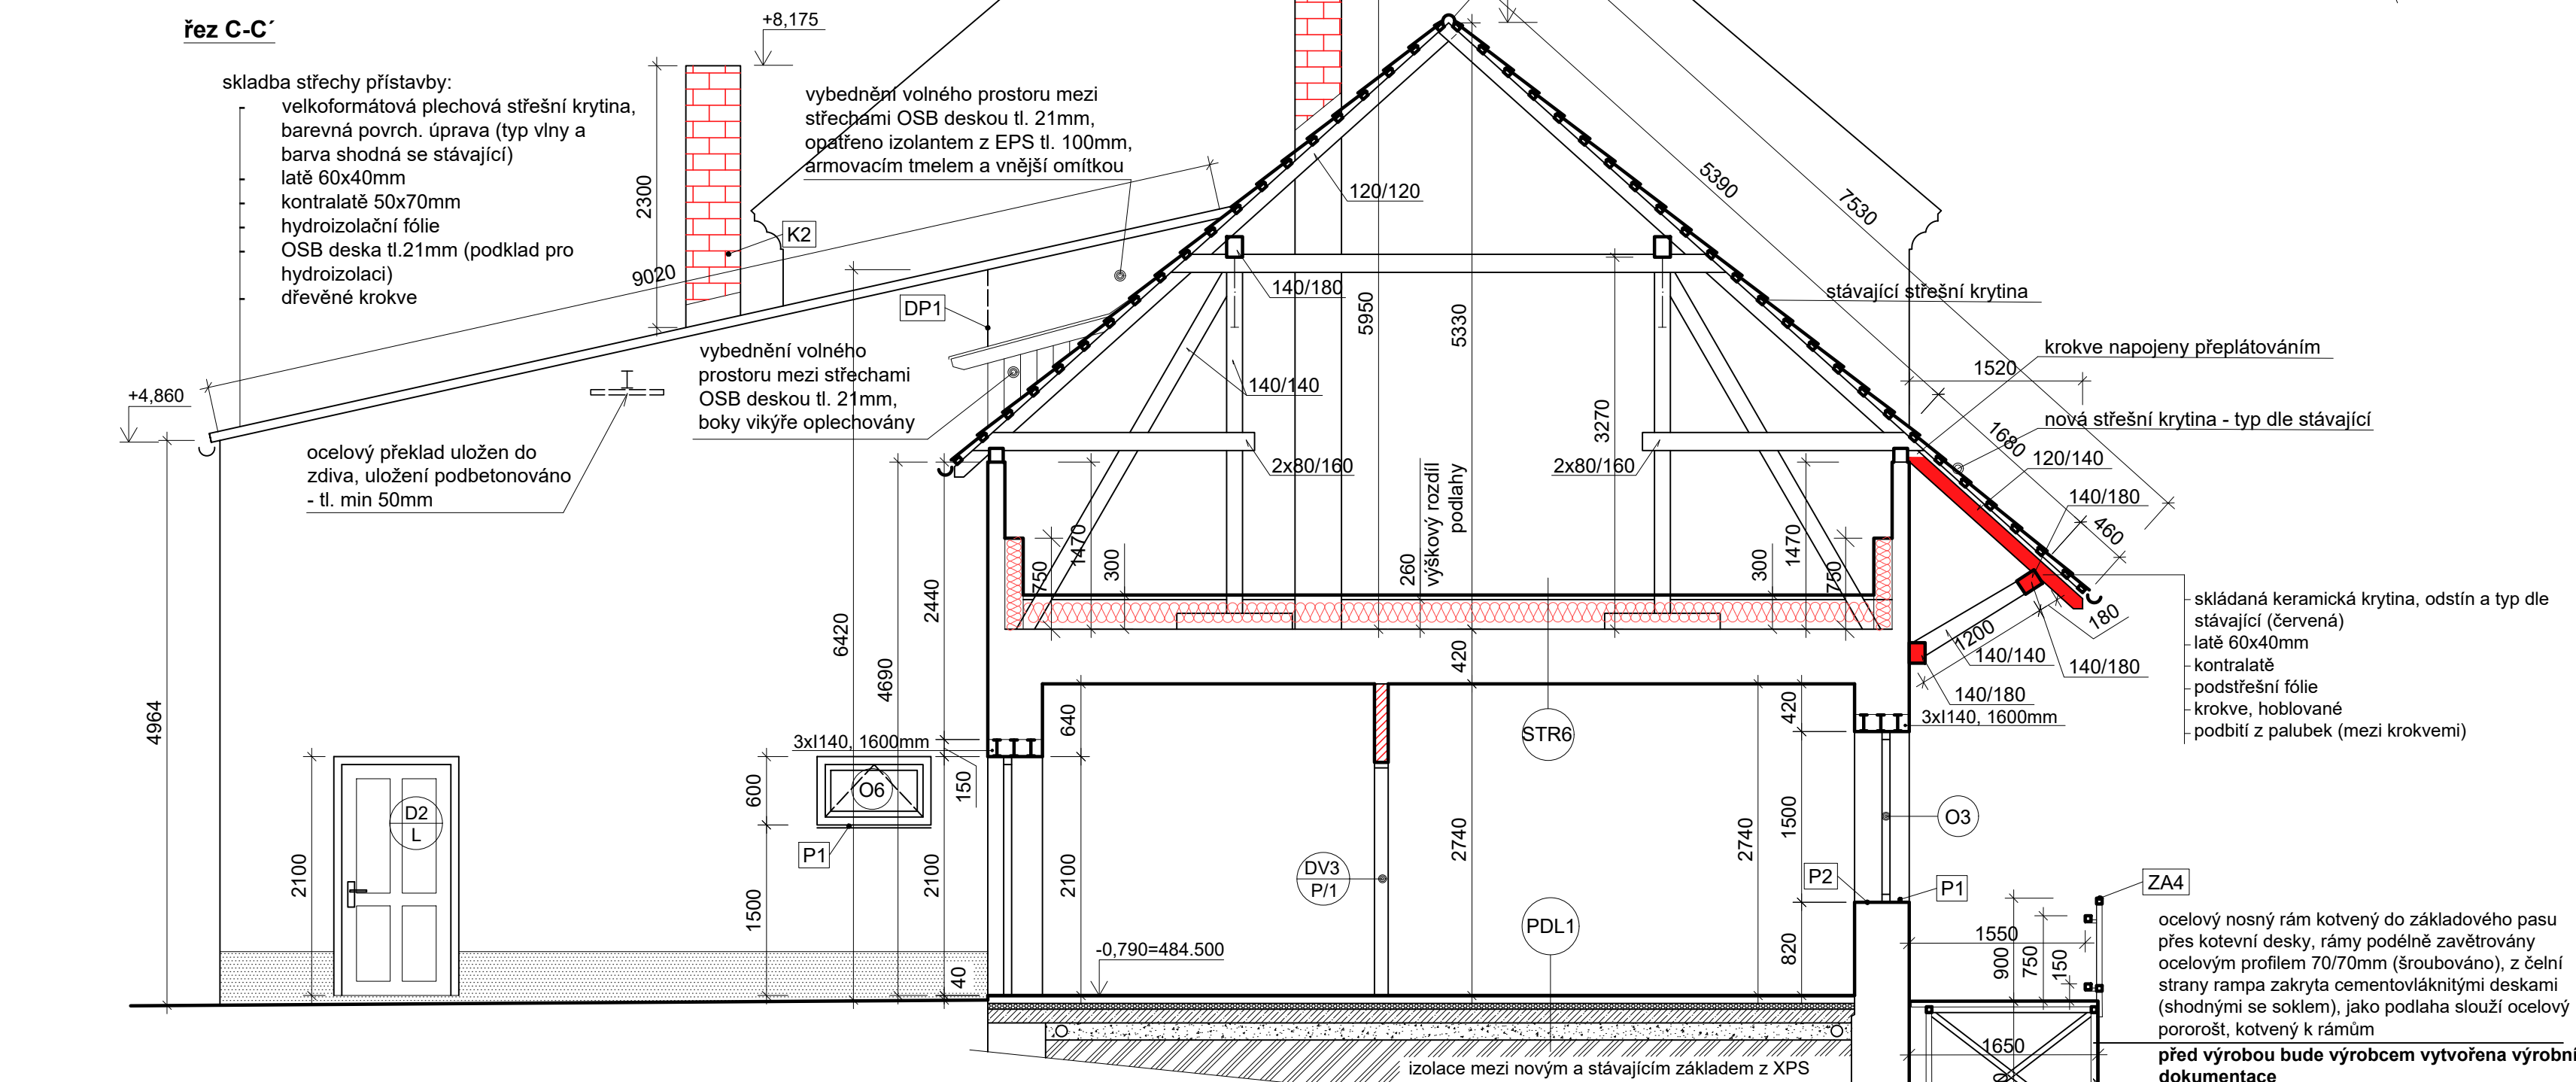 řez C-C´
+8,175
skladba střechy přístavby:
velkoformátová plechová střešní krytina,
barevná povrch. úprava (typ vlny a
barva shodná se stávající)
latě 60x40mm
kontralatě 50x70mm
hydroizolační fólie
OSB deska tl.21mm (podklad pro
hydroizolaci)
dřevěné krokve
2300
K2
9020
vybednění volného prostoru mezi
střechami OSB deskou tl. 21mm,
opatřeno izolantem z EPS tl. 100mm,
armovacím tmelem a vnější omítkou
120/120
5390
7530
140/180
5950
5330
stávající střešní krytina
DP1
krokve napojeny přeplátováním
vybednění volného
prostoru mezi střechami
OSB deskou tl. 21mm,
boky vikýře oplechovány
140/140
1520
+4,860
3270
nová střešní krytina - typ dle stávající
1680
ocelový překlad uložen do
zdiva, uložení podbetonováno
- tl. min 50mm
2x80/160
2x80/160
120/140
140/180
460
výškový rozdíl
podlahy
260
1470
750
300
300
1470
750
2440
6420
4690
180
1200
140/140
140/180
140/180
skládaná keramická krytina, odstín a typ dle
stávající (červená)
latě 60x40mm
kontralatě
podstřešní fólie
krokve, hoblované
podbití z palubek (mezi krokvemi)
420
4964
640
420
3xI140, 1600mm
STR6
3xI140, 1600mm
600
O6
150
D2
L
2740
2740
1500
O3
P1
2100
1500
2100
2100
DV3
P/1
P2
P1
ZA4
PDL1
-0,790=484.500
820
40
1550
900
750
150
ocelový nosný rám kotvený do základového pasu
přes kotevní desky, rámy podélně zavětrovány
ocelovým profilem 70/70mm (šroubováno), z čelní
strany rampa zakryta cementovláknitými deskami
(shodnými se soklem), jako podlaha slouží ocelový
pororošt, kotvený k rámům
1650
před výrobou bude výrobcem vytvořena výrobní
dokumentace
izolace mezi novým a stávajícím základem z XPS